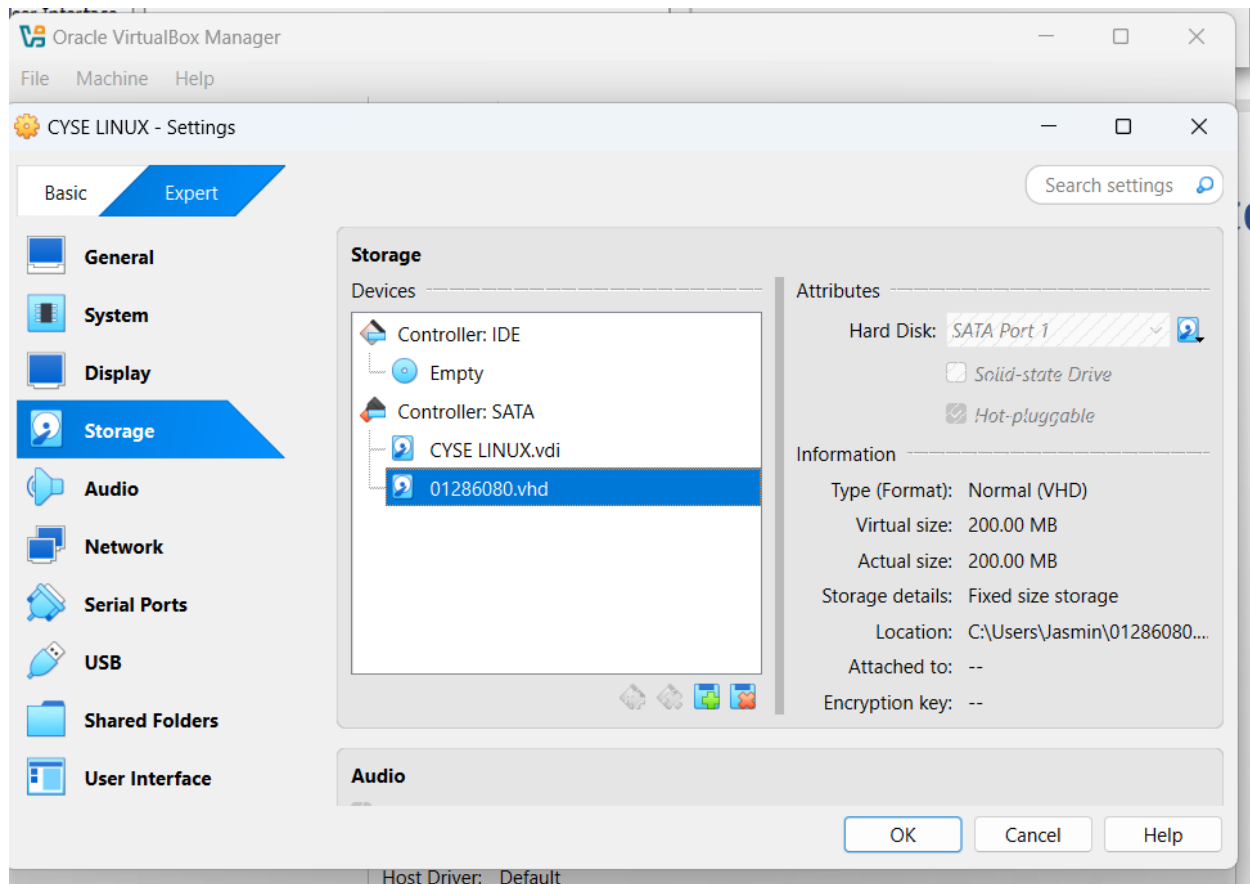 User Interface
Oracle VirtualBox Manager
File Machine Help
CYSE LINUX - Settings
Basic Expert
Search settings
General
System
Display
Storage
Audio
Network
Serial Ports
USB
Shared Folders
User Interface
Storage
Devices
Controller: IDE
Empty
Controller: SATA
CYSE LINUX.vdi
01286080.vhd
Attributes
Hard Disk: SATA Port 1
Solid-state Drive
Hot-pluggable
Information
Type (Format): Normal (VHD)
Virtual size: 200.00 MB
Actual size: 200.00 MB
Storage details: Fixed size storage
Location: C:\Users\Jasmin\01286080....
Attached to: --
Encryption key: --
Audio
OK Cancel Help
Host Driver: Default